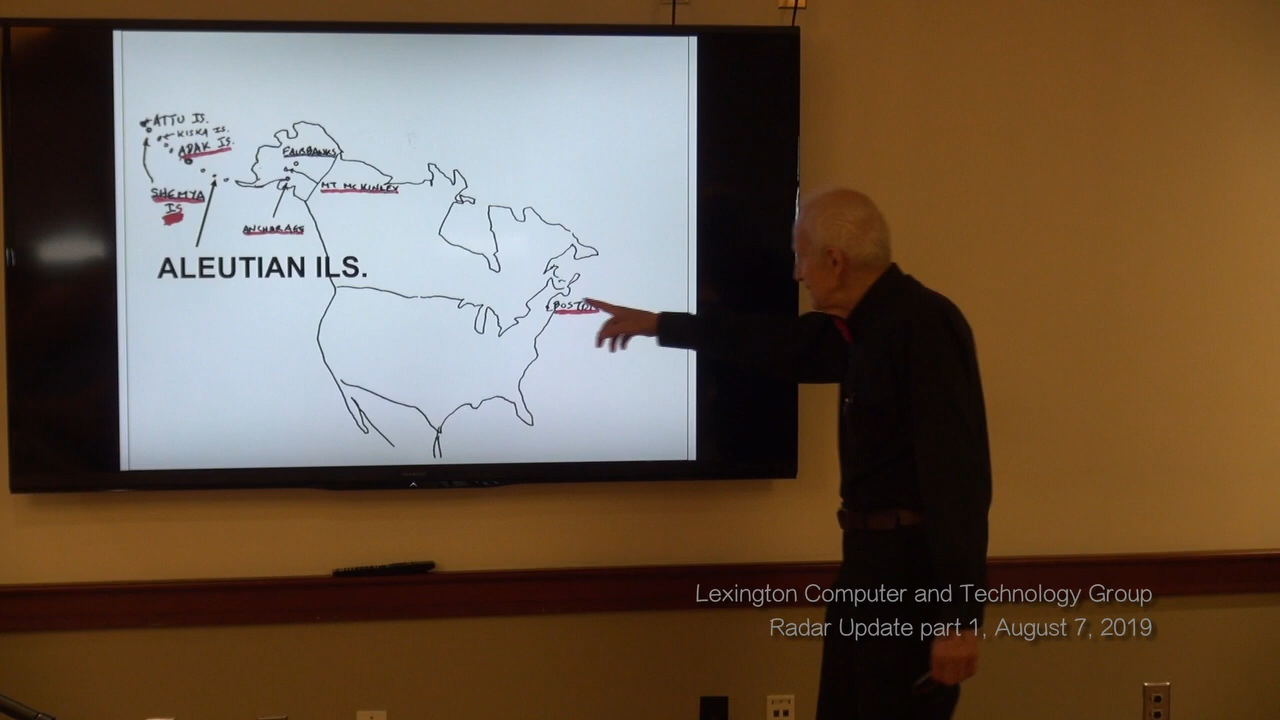 ATTU IS.
KISKA IS.
ADAK IS.
FAIRBANKS
MT MCKINLEY
SHEMYA
IS
ANCHORAGE
ALEUTIAN ILS.
BOSTON
Lexington Computer and Technology Group
Radar Update part 1, August 7, 2019